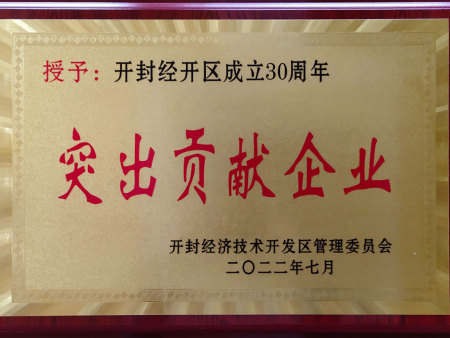 授予：开封经开区成立30周年
突出贡献企业
开封经济技术开发区管理委员会
二〇二二年七月